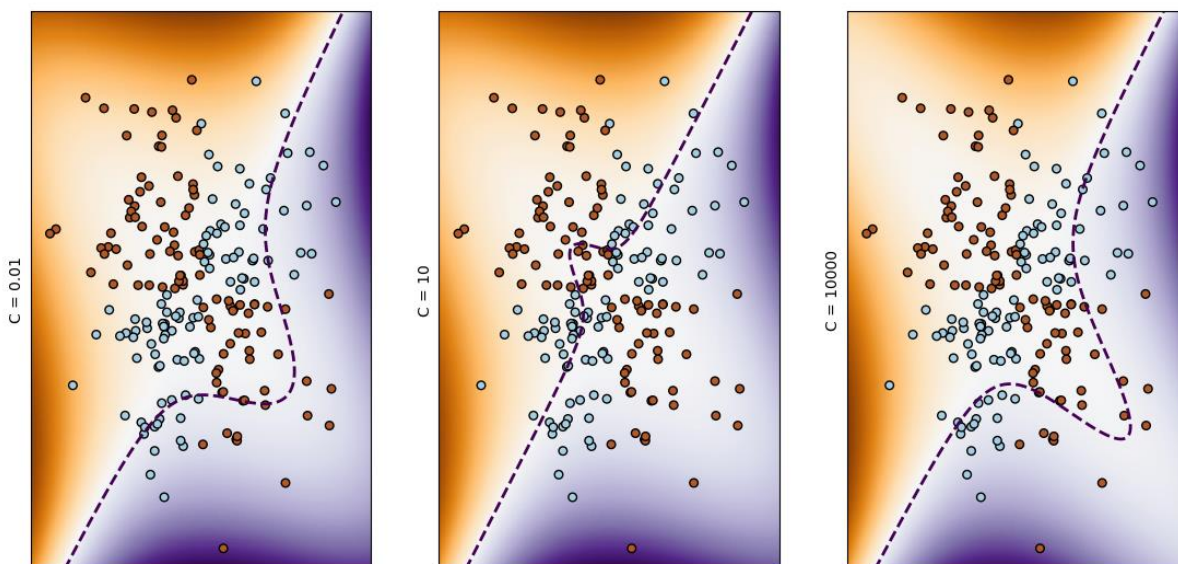 C = 0.01
C = 10
C = 10000